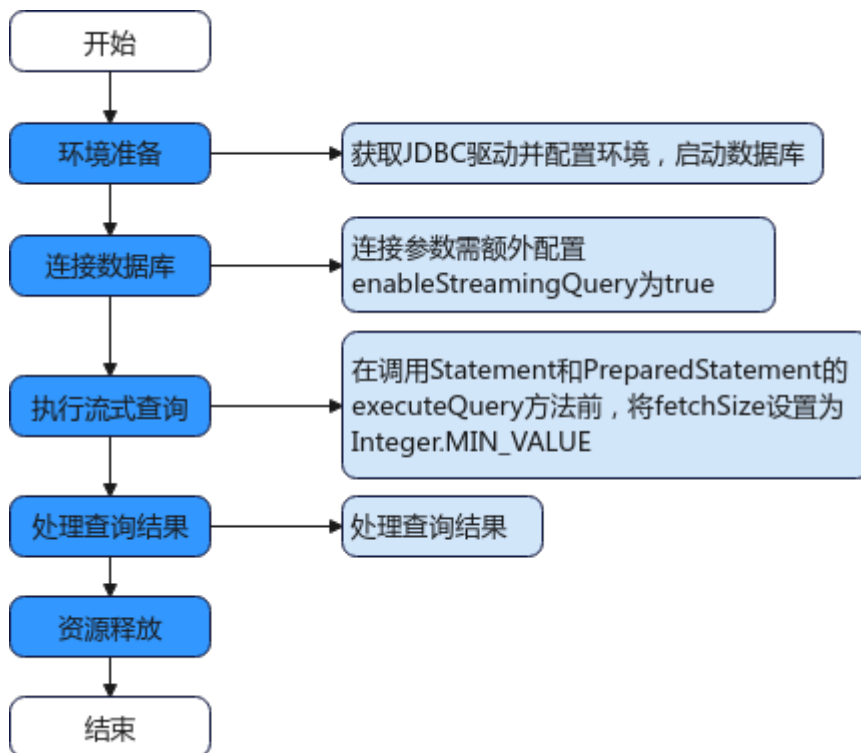 开始
环境准备
获取JDBC驱动并配置环境，启动数据库
连接数据库
连接参数需额外配置
enableStreamingQuery为true
执行流式查询
在调用Statement和PreparedStatement的
executeQuery方法前，将fetchSize设置为
Integer.MIN_VALUE
处理查询结果
处理查询结果
资源释放
结束